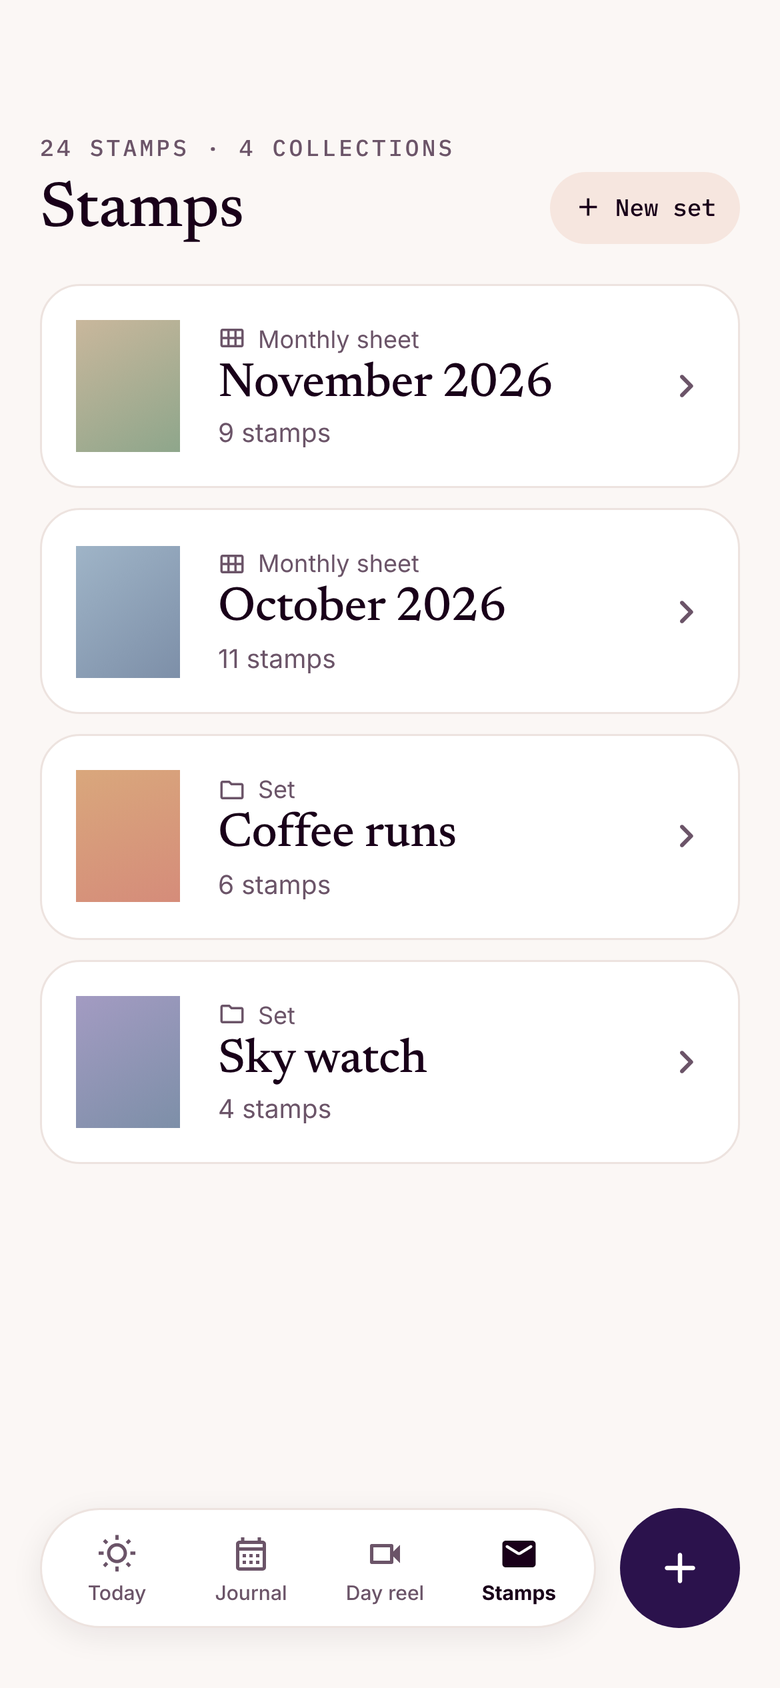 24 STAMPS · 4 COLLECTIONS
Stamps
+ New set
Monthly sheet
November 2026
9 stamps
Monthly sheet
October 2026
11 stamps
Set
Coffee runs
6 stamps
Set
Sky watch
4 stamps
Today
Journal
Day reel
Stamps